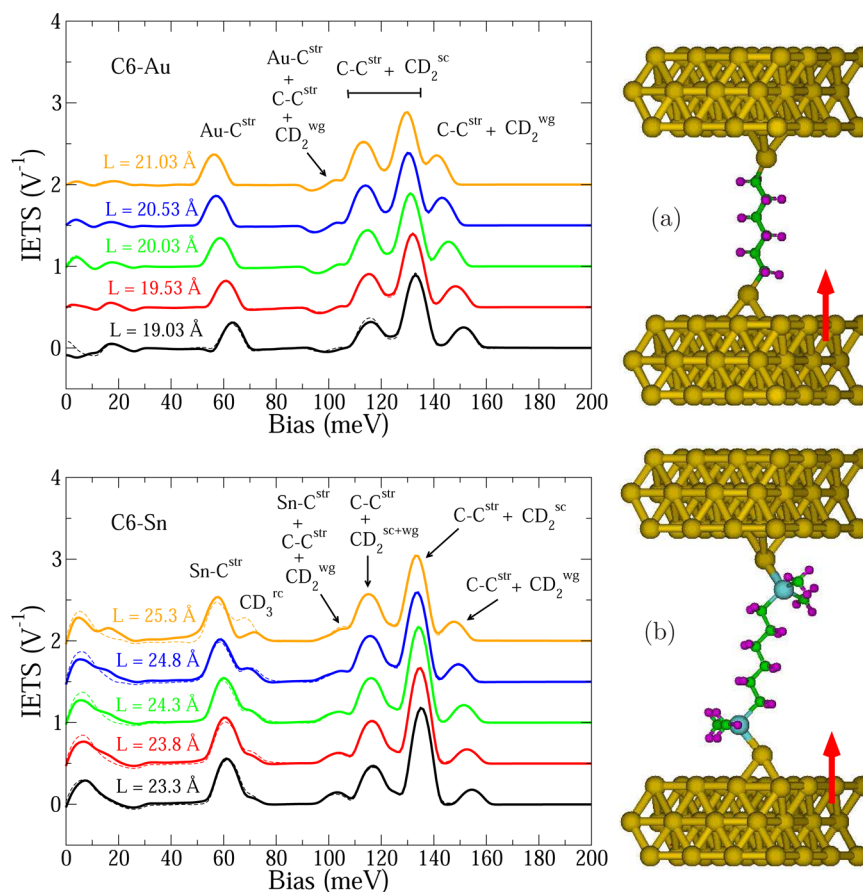 C6-Au
Au-C^str
Au-C^str
+
C-C^str
+
CD₂^wg
C-C^str + CD₂^sc
C-C^str + CD₂^wg
L = 21.03 Å
L = 20.53 Å
L = 20.03 Å
L = 19.53 Å
L = 19.03 Å
IETS (V⁻¹)
4
3
2
1
0
0 20 40 60 80 100 120 140 160 180 200
Bias (meV)
(a)
C6-Sn
Sn-C^str
CD₃^rc
Sn-C^str
+
C-C^str
+
CD₂^wg
C-C^str
+
CD₂^sc+wg
C-C^str + CD₂^sc
C-C^str + CD₂^wg
L = 25.3 Å
L = 24.8 Å
L = 24.3 Å
L = 23.8 Å
L = 23.3 Å
IETS (V⁻¹)
4
3
2
1
0
0 20 40 60 80 100 120 140 160 180 200
Bias (meV)
(b)